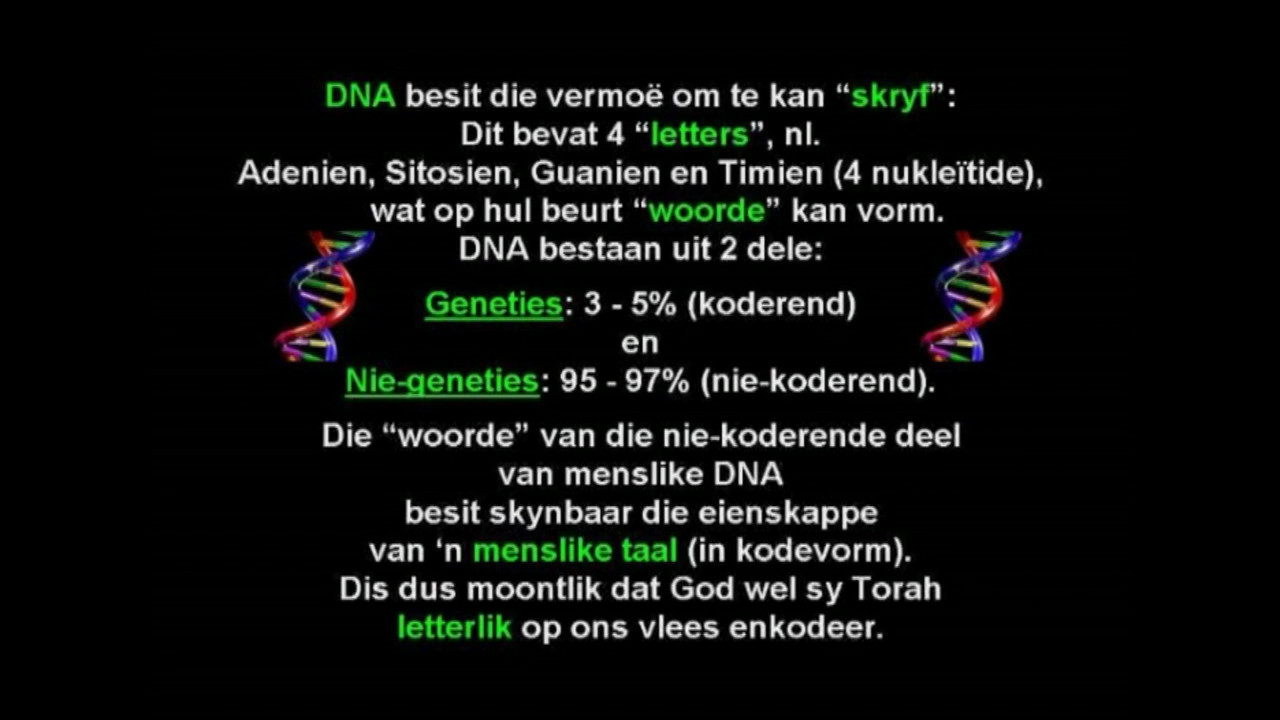 DNA besit die vermoë om te kan “skryf”:
Dit bevat 4 “letters”, nl.
Adenien, Sitosien, Guanien en Timien (4 nukleïtide),
wat op hul beurt “woorde” kan vorm.
DNA bestaan uit 2 dele:
Geneties: 3 - 5% (koderend)
en
Nie-geneties: 95 - 97% (nie-koderend).
Die “woorde” van die nie-koderende deel
van menslike DNA
besit skynbaar die eienskappe
van ‘n menslike taal (in kodevorm).
Dis dus moontlik dat God wel sy Torah
letterlik op ons vlees enkodeer.